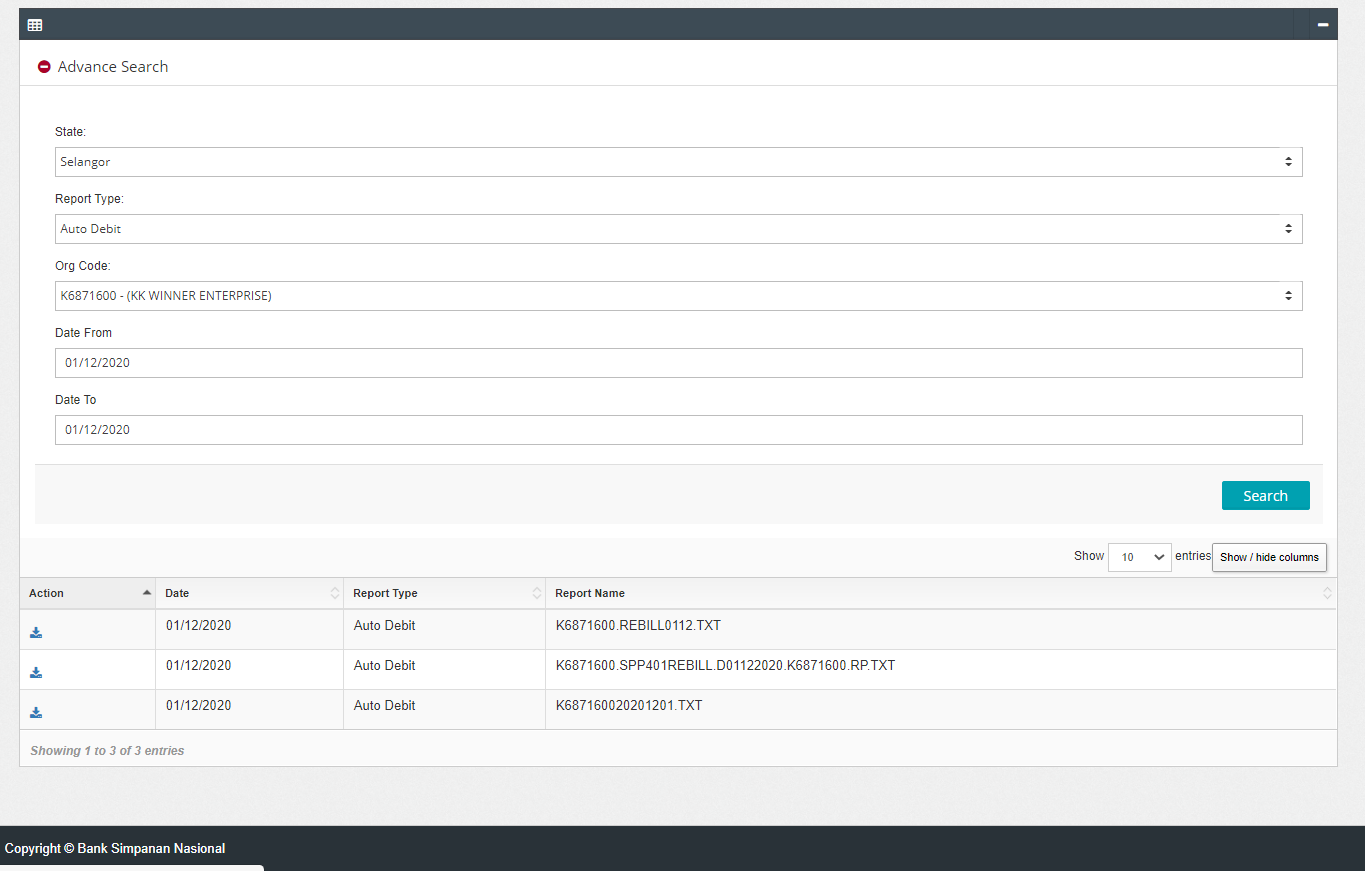 Advance Search
State:
Selangor
Report Type:
Auto Debit
Org Code:
K6871600 - (KK WINNER ENTERPRISE)
Date From
01/12/2020
Date To
01/12/2020
Search
Show 10 entries Show / hide columns
Action Date Report Type Report Name
01/12/2020 Auto Debit K6871600.REBILL0112.TXT
01/12/2020 Auto Debit K6871600.SPP401REBILL.D01122020.K6871600.RP.TXT
01/12/2020 Auto Debit K687160020201201.TXT
Showing 1 to 3 of 3 entries
Copyright © Bank Simpanan Nasional